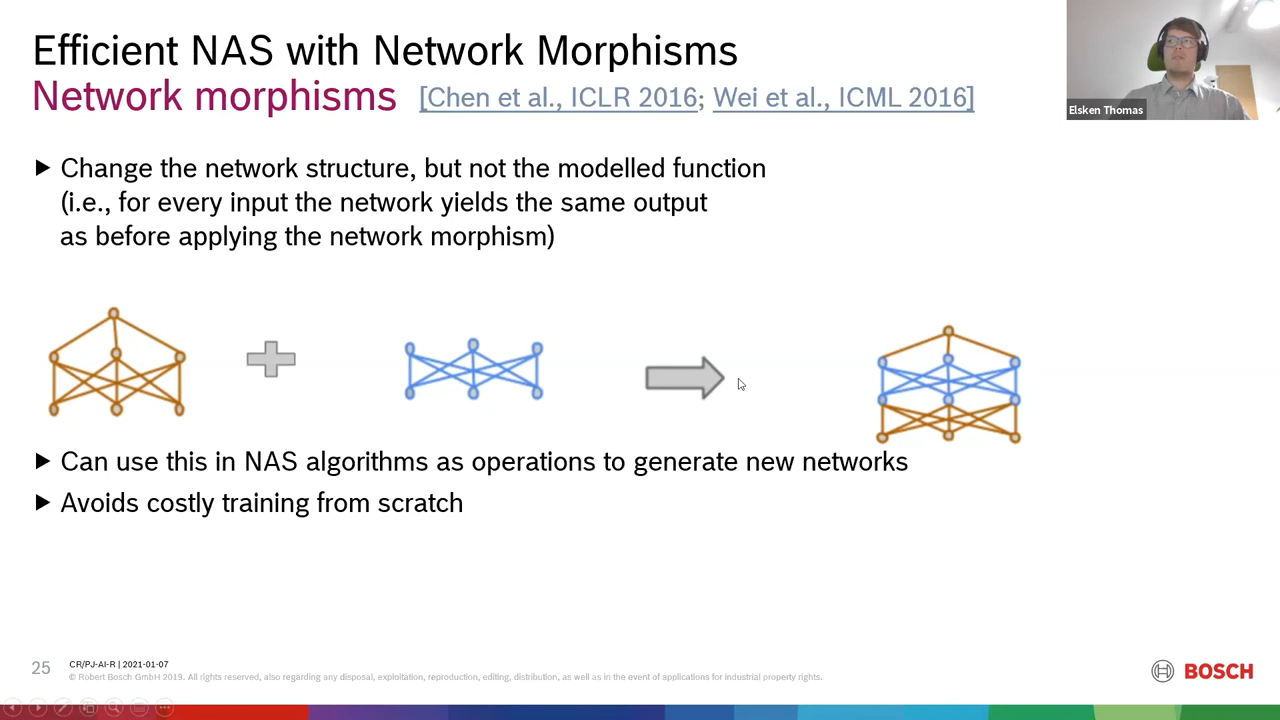 Efficient NAS with Network Morphisms
Network morphisms [Chen et al., ICLR 2016; Wei et al., ICML 2016]
Elsken Thomas
▶ Change the network structure, but not the modelled function
(i.e., for every input the network yields the same output
as before applying the network morphism)
▶ Can use this in NAS algorithms as operations to generate new networks
▶ Avoids costly training from scratch
25
CR/PJ-AI-R | 2021-01-07
© Robert Bosch GmbH 2019. All rights reserved, also regarding any disposal, exploitation, reproduction, editing, distribution, as well as in the event of applications for industrial property rights.
BOSCH